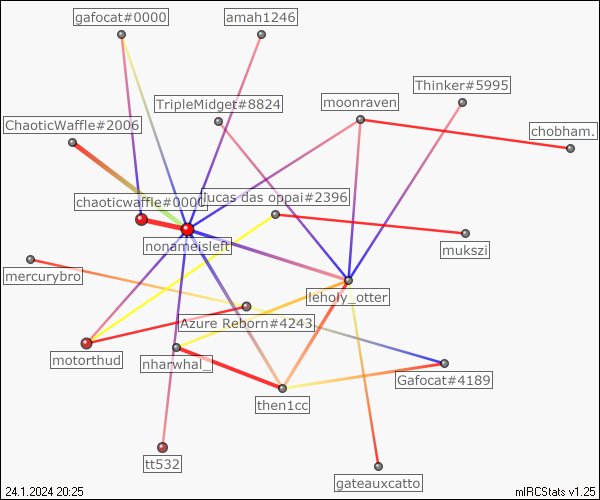 gafocat#0000
amah1246
Thinker#5995
TripleMidget#8824
moonraven
ChaoticWaffle#2006
chobham.
chaoticwaffle#0000
lucas das oppai#2396
nonameisleft
mukszi
mercurybro
leholy_otter
Azure Reborn#4243
motorthud
nharwhal_
Gafocat#4189
then1cc
tt532
gateauxcatto
24.1.2024 20:25
mIRCStats v1.25